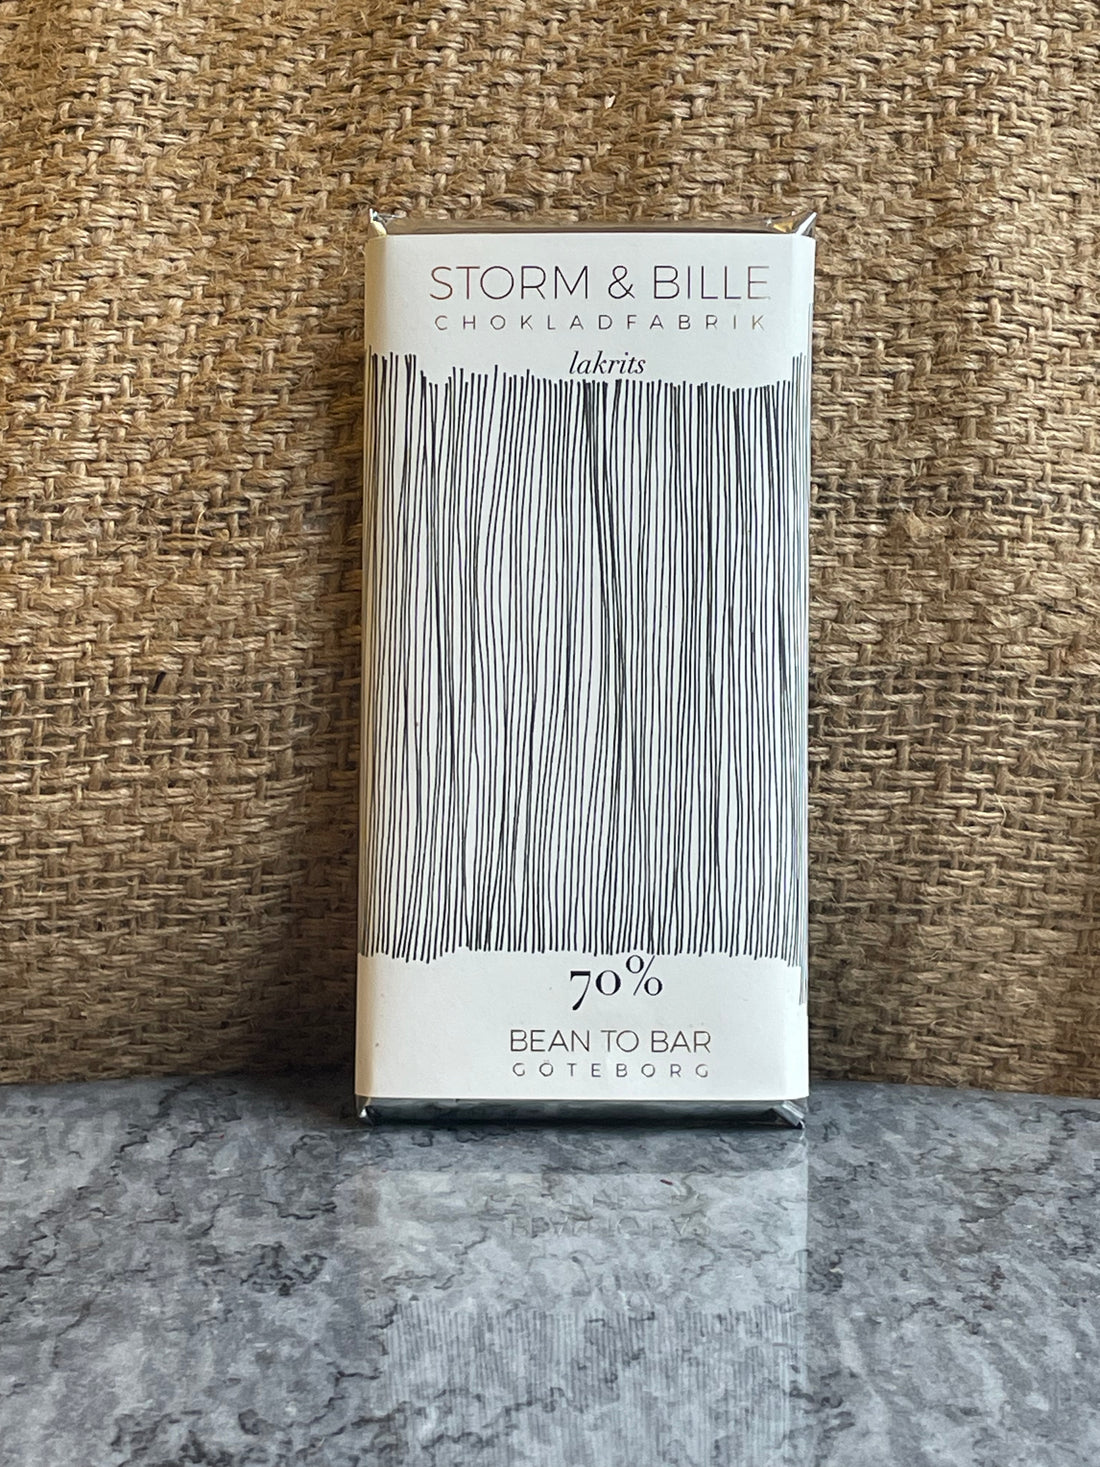 STORM & BILLE
CHOKLADFABRIK
lakrits
70%
BEAN TO BAR
GÖTEBORG